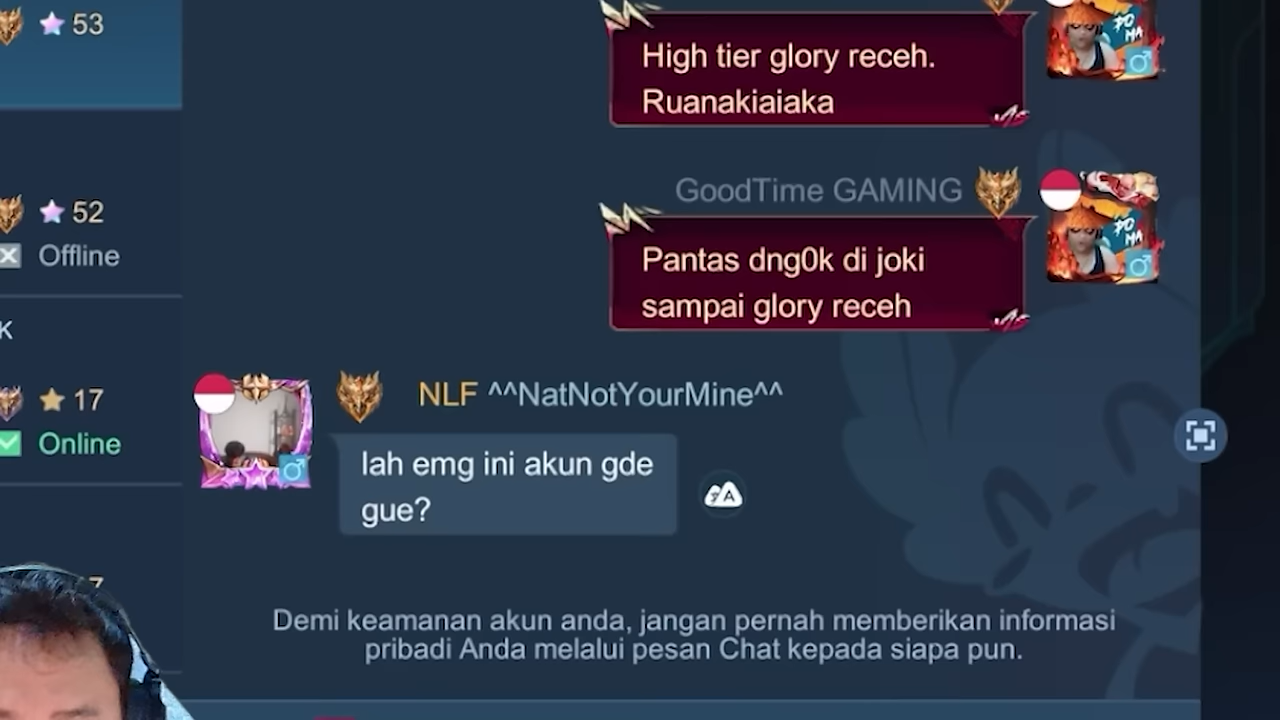 53
High tier glory receh.
Ruanakiaiaka
52
Offline
GoodTime GAMING
Pantas dng0k di joki
sampai glory receh
K
17
Online
NLF ^^NatNotYourMine^^
lah emg ini akun gde
gue?
Demi keamanan akun anda, jangan pernah memberikan informasi
pribadi Anda melalui pesan Chat kepada siapa pun.